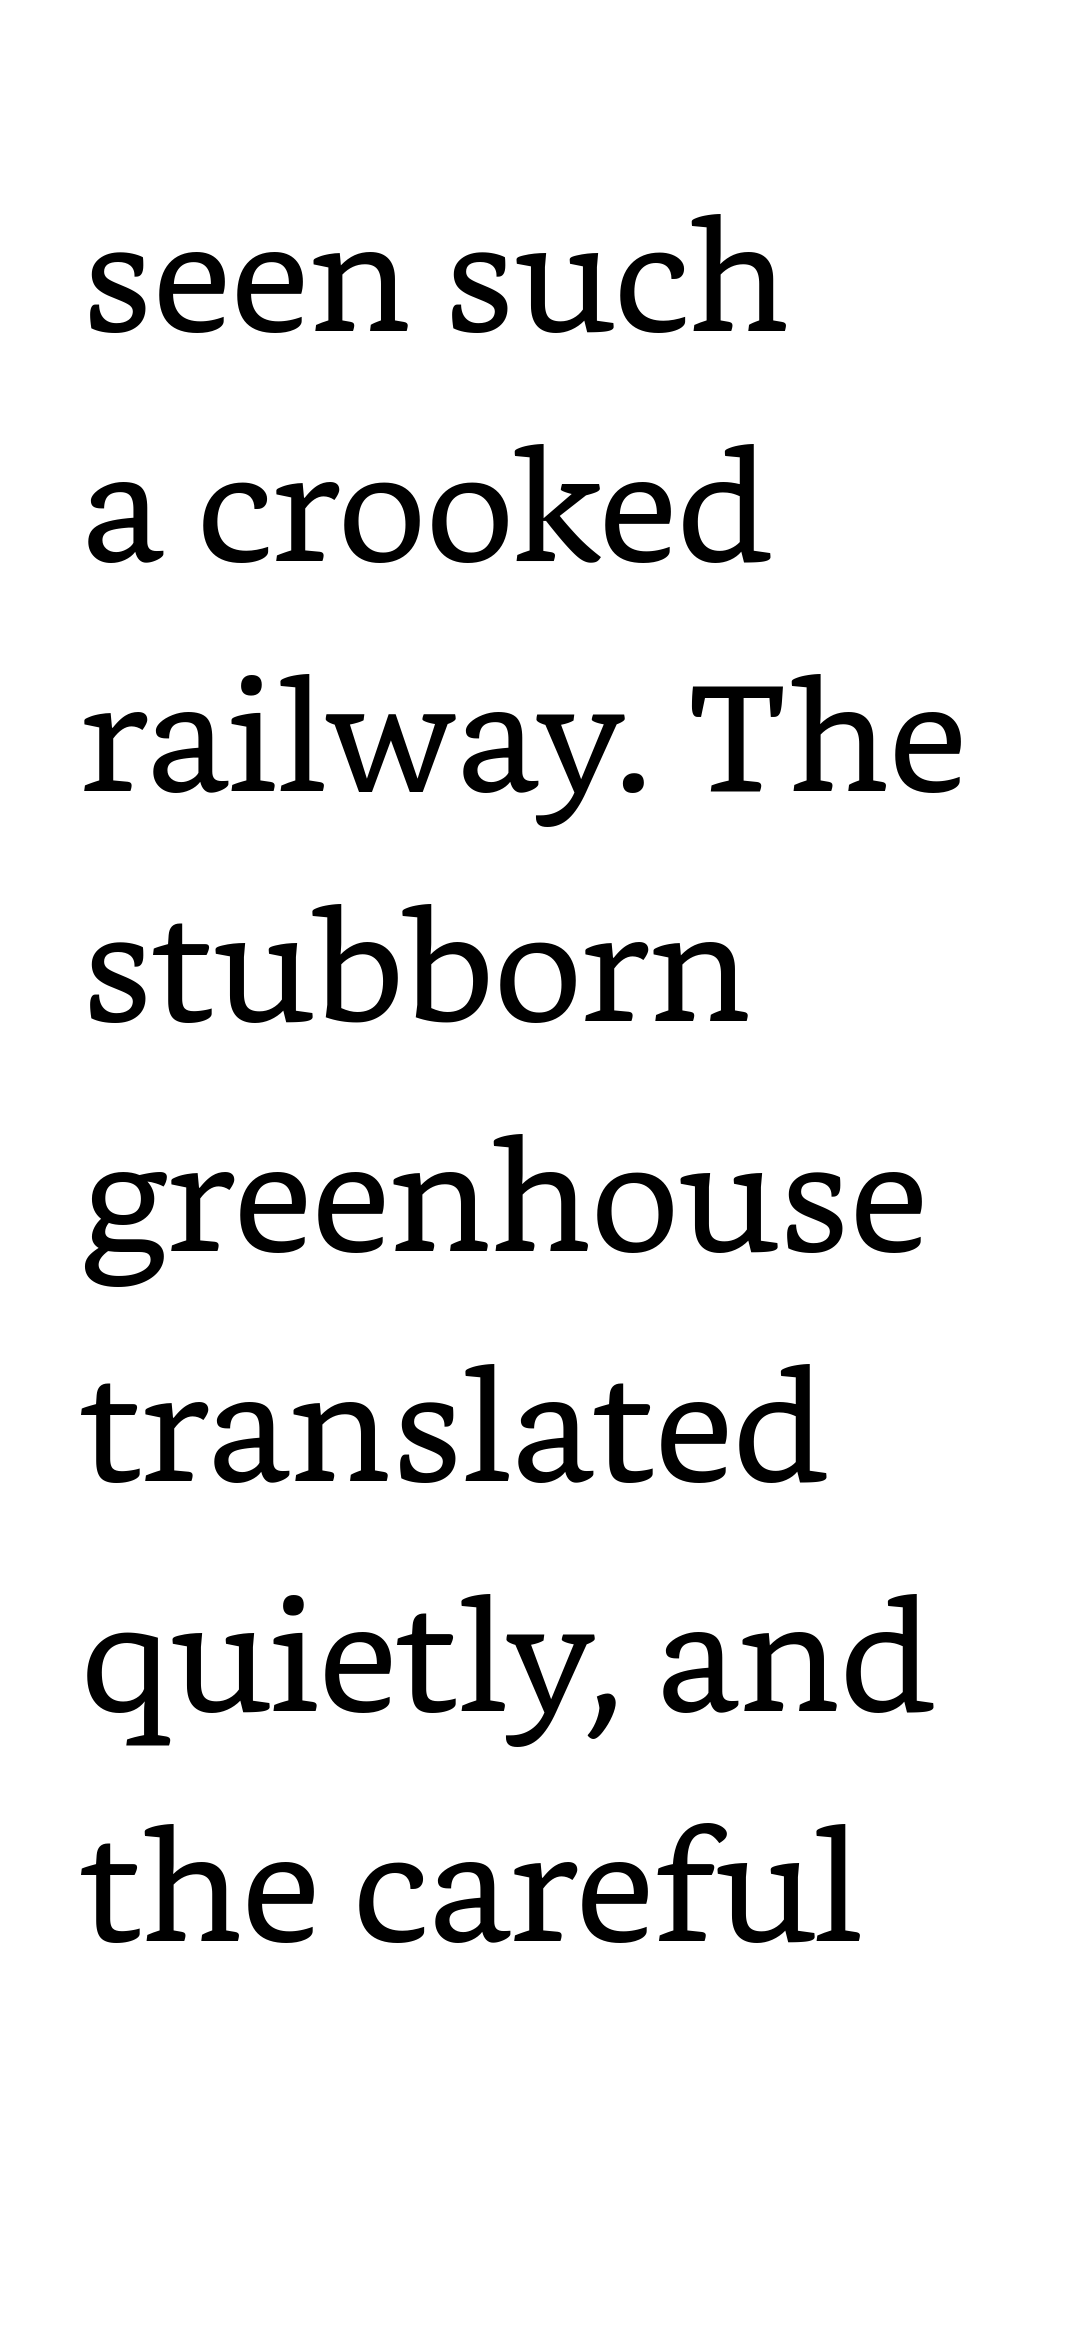 seen such
a crooked
railway. The
stubborn
greenhouse
translated
quietly, and
the careful